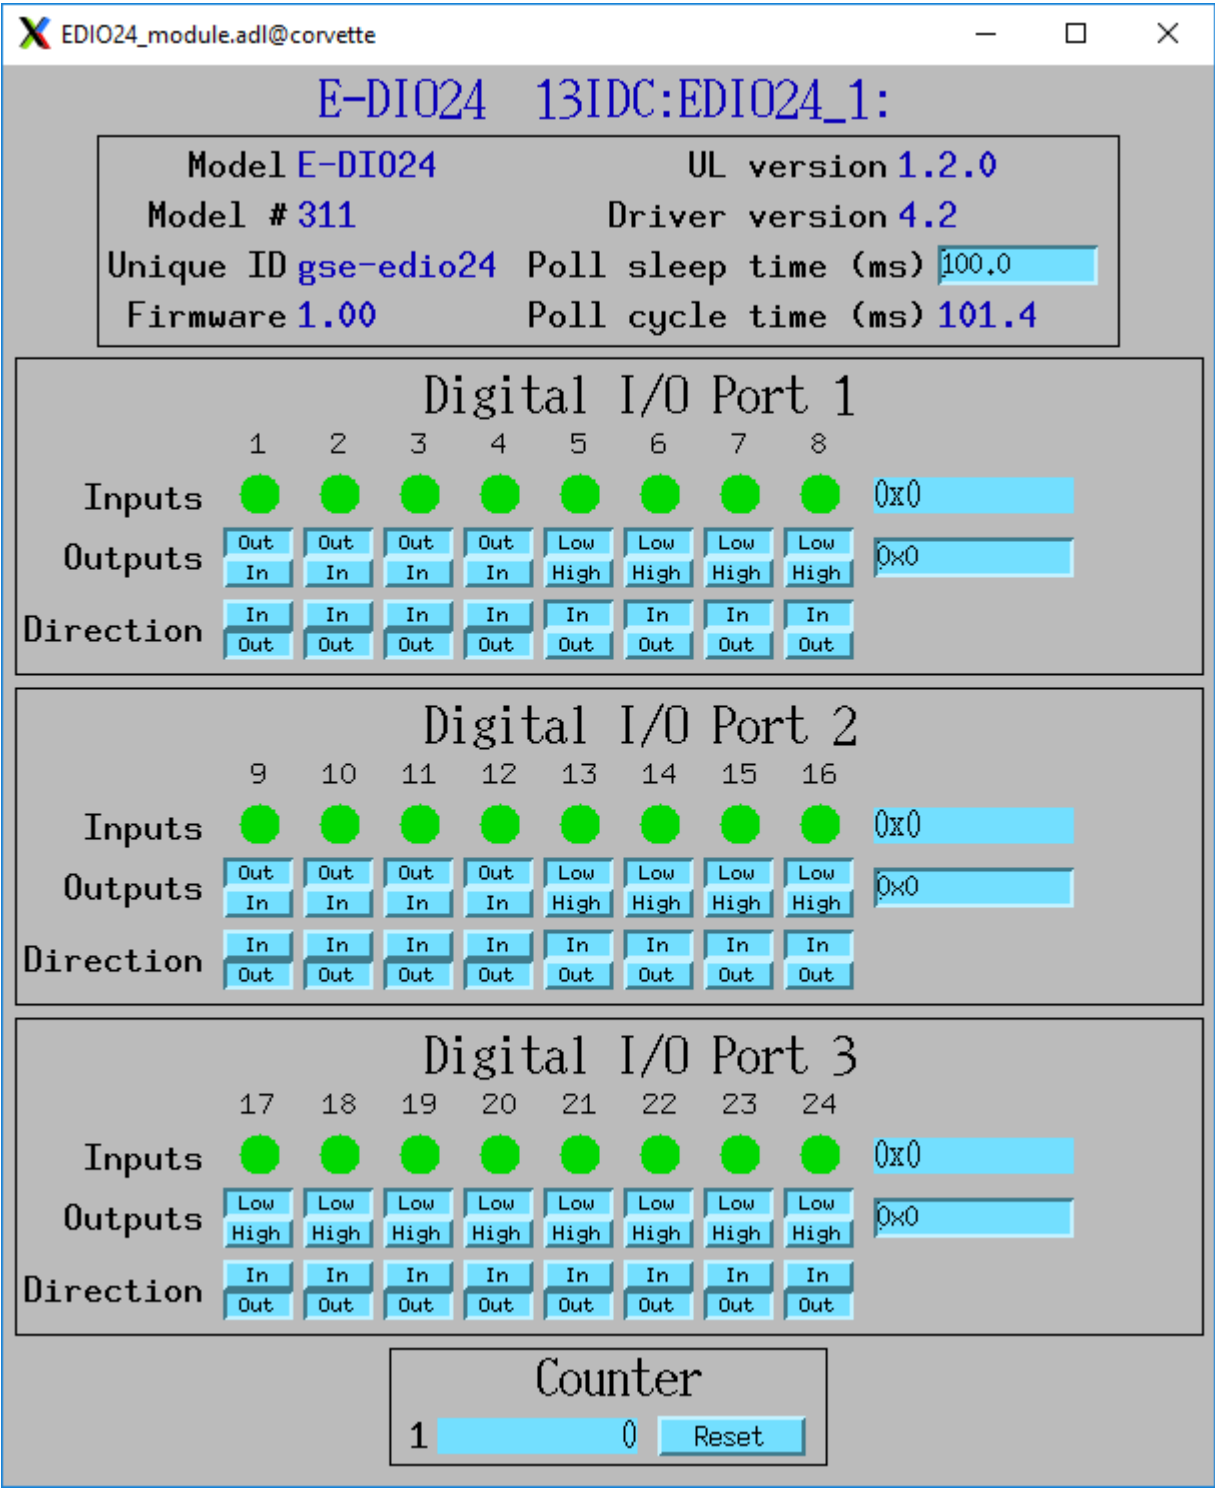 EDIO24_module.adl@corvette
E-DIO24 13IDC:EDIO24_1:
Model E-DIO24 UL version 1.2.0
Model # 311 Driver version 4.2
Unique ID gse-edio24 Poll sleep time (ms) 100.0
Firmware 1.00 Poll cycle time (ms) 101.4
Digital I/O Port 1
1 2 3 4 5 6 7 8
Inputs 0x0
Outputs Out Out Out Out Low Low Low Low 0x0
In In In In High High High High
Direction In In In In In In In In
Out Out Out Out Out Out Out Out
Digital I/O Port 2
9 10 11 12 13 14 15 16
Inputs 0x0
Outputs Out Out Out Out Low Low Low Low 0x0
In In In In High High High High
Direction In In In In In In In In
Out Out Out Out Out Out Out Out
Digital I/O Port 3
17 18 19 20 21 22 23 24
Inputs 0x0
Outputs Low Low Low Low Low Low Low Low 0x0
High High High High High High High High
Direction In In In In In In In In
Out Out Out Out Out Out Out Out
Counter
1 0 Reset